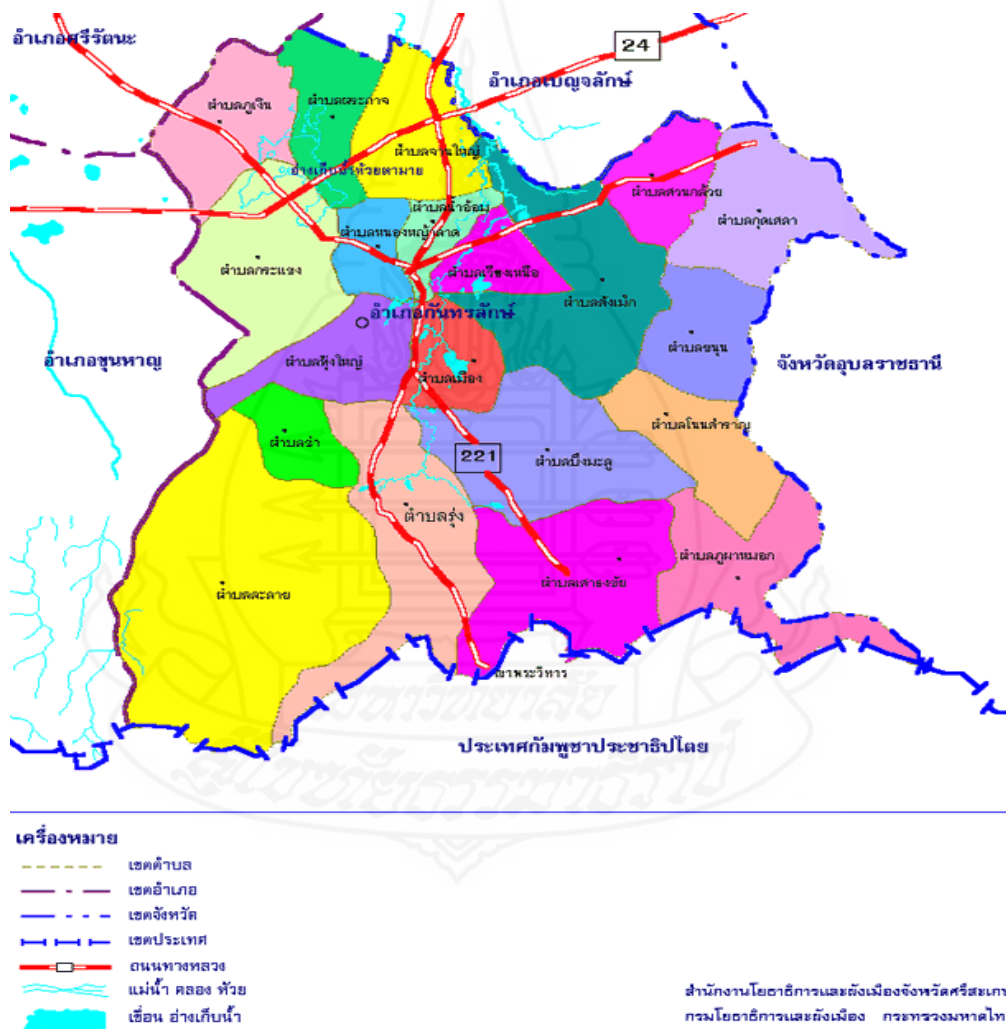 อำเภอศรีรัตนะ
24
อำเภอเบญจลักษ์
ตำบลภูเงิน
ตำบลตระกาจ
ตำบลจานใหญ่
อ่างเก็บน้ำห้วยตามาย
ตำบลสวนกล้วย
ตำบลน้ำอ้อม
ตำบลกุดเสลา
ตำบลหนองหญ้าลาด
ตำบลกระแชง
ตำบลเวียงเหนือ
ตำบลสังเม็ก
อำเภอกันทรลักษ์
ตำบลขนุน
อำเภอขุนหาญ
ตำบลทุ่งใหญ่
จังหวัดอุบลราชธานี
ตำบลเมือง
ตำบลโนนสำราญ
ตำบลชำ
221
ตำบลบึงมะลู
ตำบลรุ่ง
ตำบลภูผาหมอก
ตำบลเสาธงชัย
ตำบลละลาย
เขาพระวิหาร
ประเทศกัมพูชาประชาธิปไตย
เครื่องหมาย
เขตตำบล
เขตอำเภอ
เขตจังหวัด
เขตประเทศ
ถนนทางหลวง
แม่น้ำ คลอง ห้วย
เขื่อน อ่างเก็บน้ำ
สำนักงานโยธาธิการและผังเมืองจังหวัดศรีสะเกษ
กรมโยธาธิการและผังเมือง กระทรวงมหาดไท